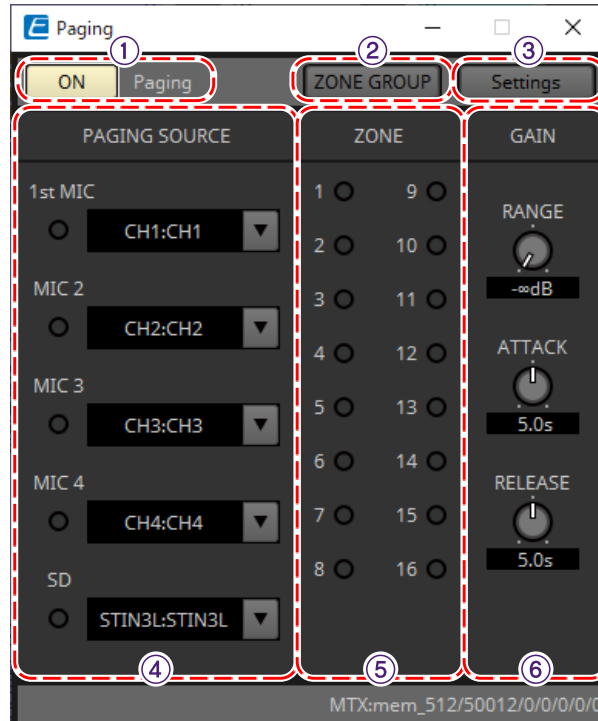 E Paging
① ② ③
ON Paging ZONE GROUP Settings
PAGING SOURCE ZONE GAIN
1st MIC
CH1:CH1
MIC 2
CH2:CH2
MIC 3
CH3:CH3
MIC 4
CH4:CH4
SD
STIN3L:STIN3L
1 9
2 10
3 11
4 12
5 13
6 14
7 15
8 16
RANGE
-∞dB
ATTACK
5.0s
RELEASE
5.0s
④ ⑤ ⑥
MTX:mem_512/50012/0/0/0/0/0